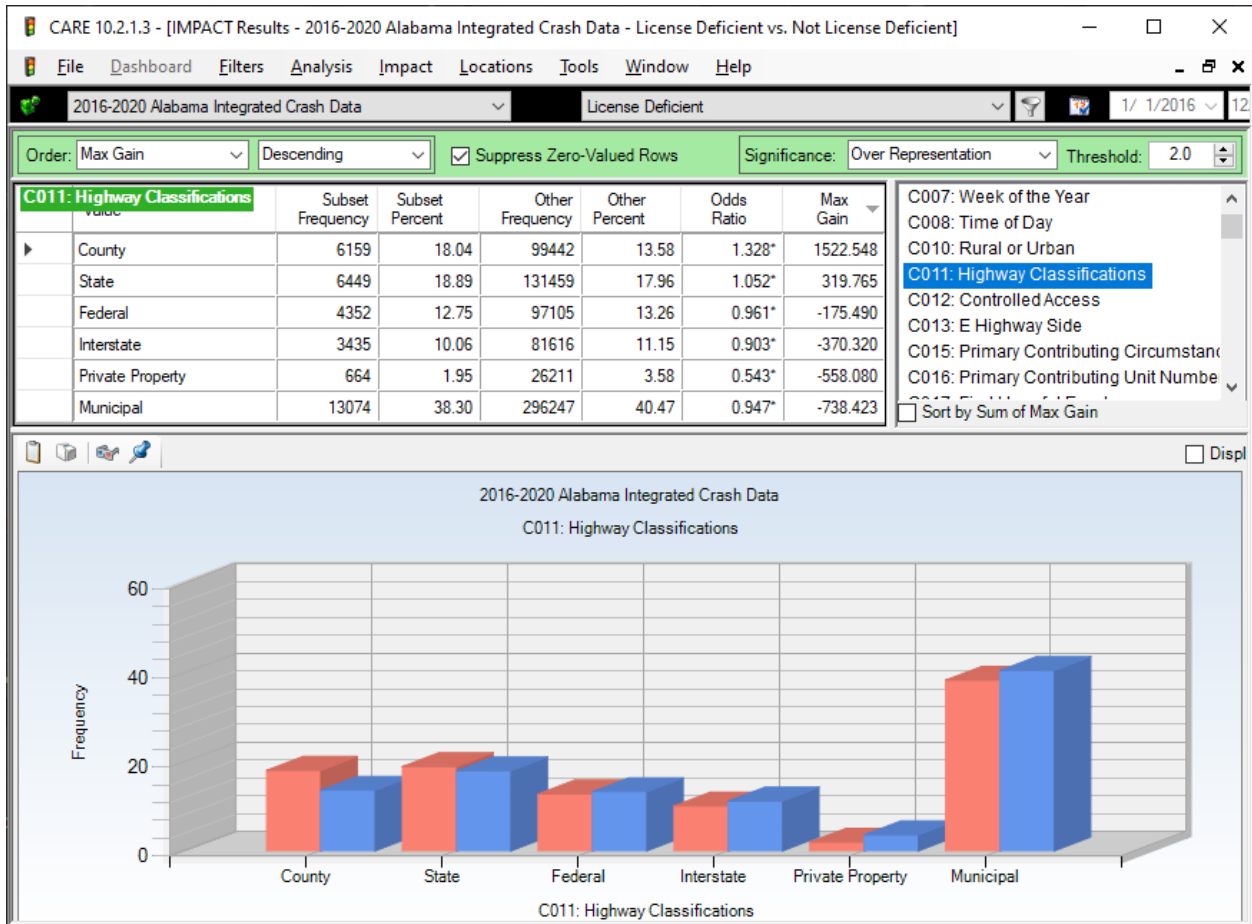 CARE 10.2.1.3 - [IMPACT Results - 2016-2020 Alabama Integrated Crash Data - License Deficient vs. Not License Deficient]
File Dashboard Filters Analysis Impact Locations Tools Window Help
2016-2020 Alabama Integrated Crash Data License Deficient 1/ 1/2016 12
Order: Max Gain Descending Suppress Zero-Valued Rows Significance: Over Representation Threshold: 2.0
C011: Highway Classifications Subset Frequency Subset Percent Other Frequency Other Percent Odds Ratio Max Gain
County 6159 18.04 99442 13.58 1.328* 1522.548
State 6449 18.89 131459 17.96 1.052* 319.765
Federal 4352 12.75 97105 13.26 0.961* -175.490
Interstate 3435 10.06 81616 11.15 0.903* -370.320
Private Property 664 1.95 26211 3.58 0.543* -558.080
Municipal 13074 38.30 296247 40.47 0.947* -738.423
C007: Week of the Year
C008: Time of Day
C010: Rural or Urban
C011: Highway Classifications
C012: Controlled Access
C013: E Highway Side
C015: Primary Contributing Circumstanc
C016: Primary Contributing Unit Number
Sort by Sum of Max Gain
Displ
2016-2020 Alabama Integrated Crash Data
C011: Highway Classifications
Frequency
60
40
20
0
County State Federal Interstate Private Property Municipal
C011: Highway Classifications